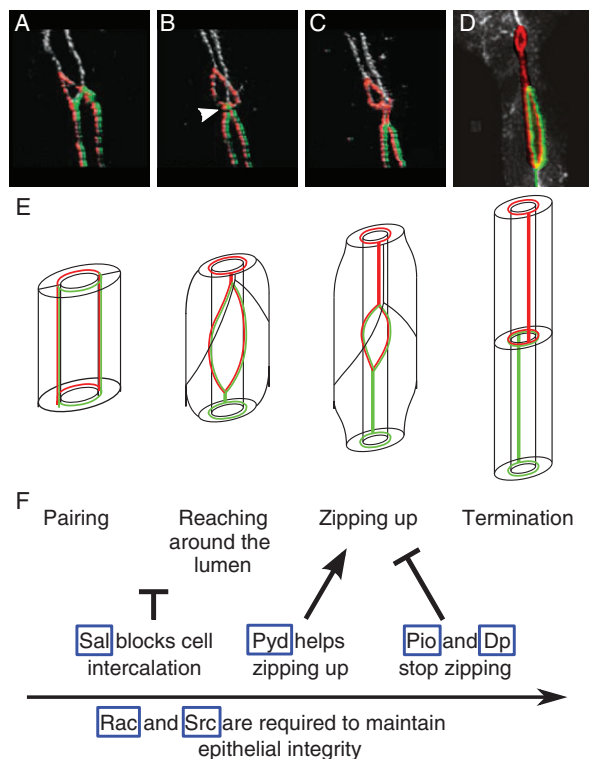 A
B
C
D
E
F
Pairing
Reaching
around the
lumen
Zipping up
Termination
Sal blocks cell
intercalation
Pyd helps
zipping up
Pio and Dp
stop zipping
Rac and Src are required to maintain
epithelial integrity